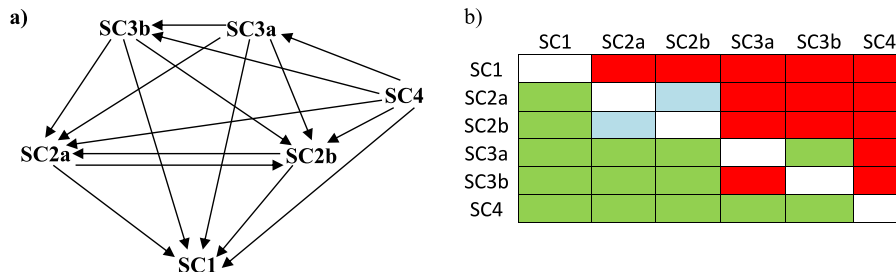 a)
SC3b SC3a
SC4
SC2a SC2b
SC1
b)
SC1 SC2a SC2b SC3a SC3b SC4
SC1
SC2a
SC2b
SC3a
SC3b
SC4